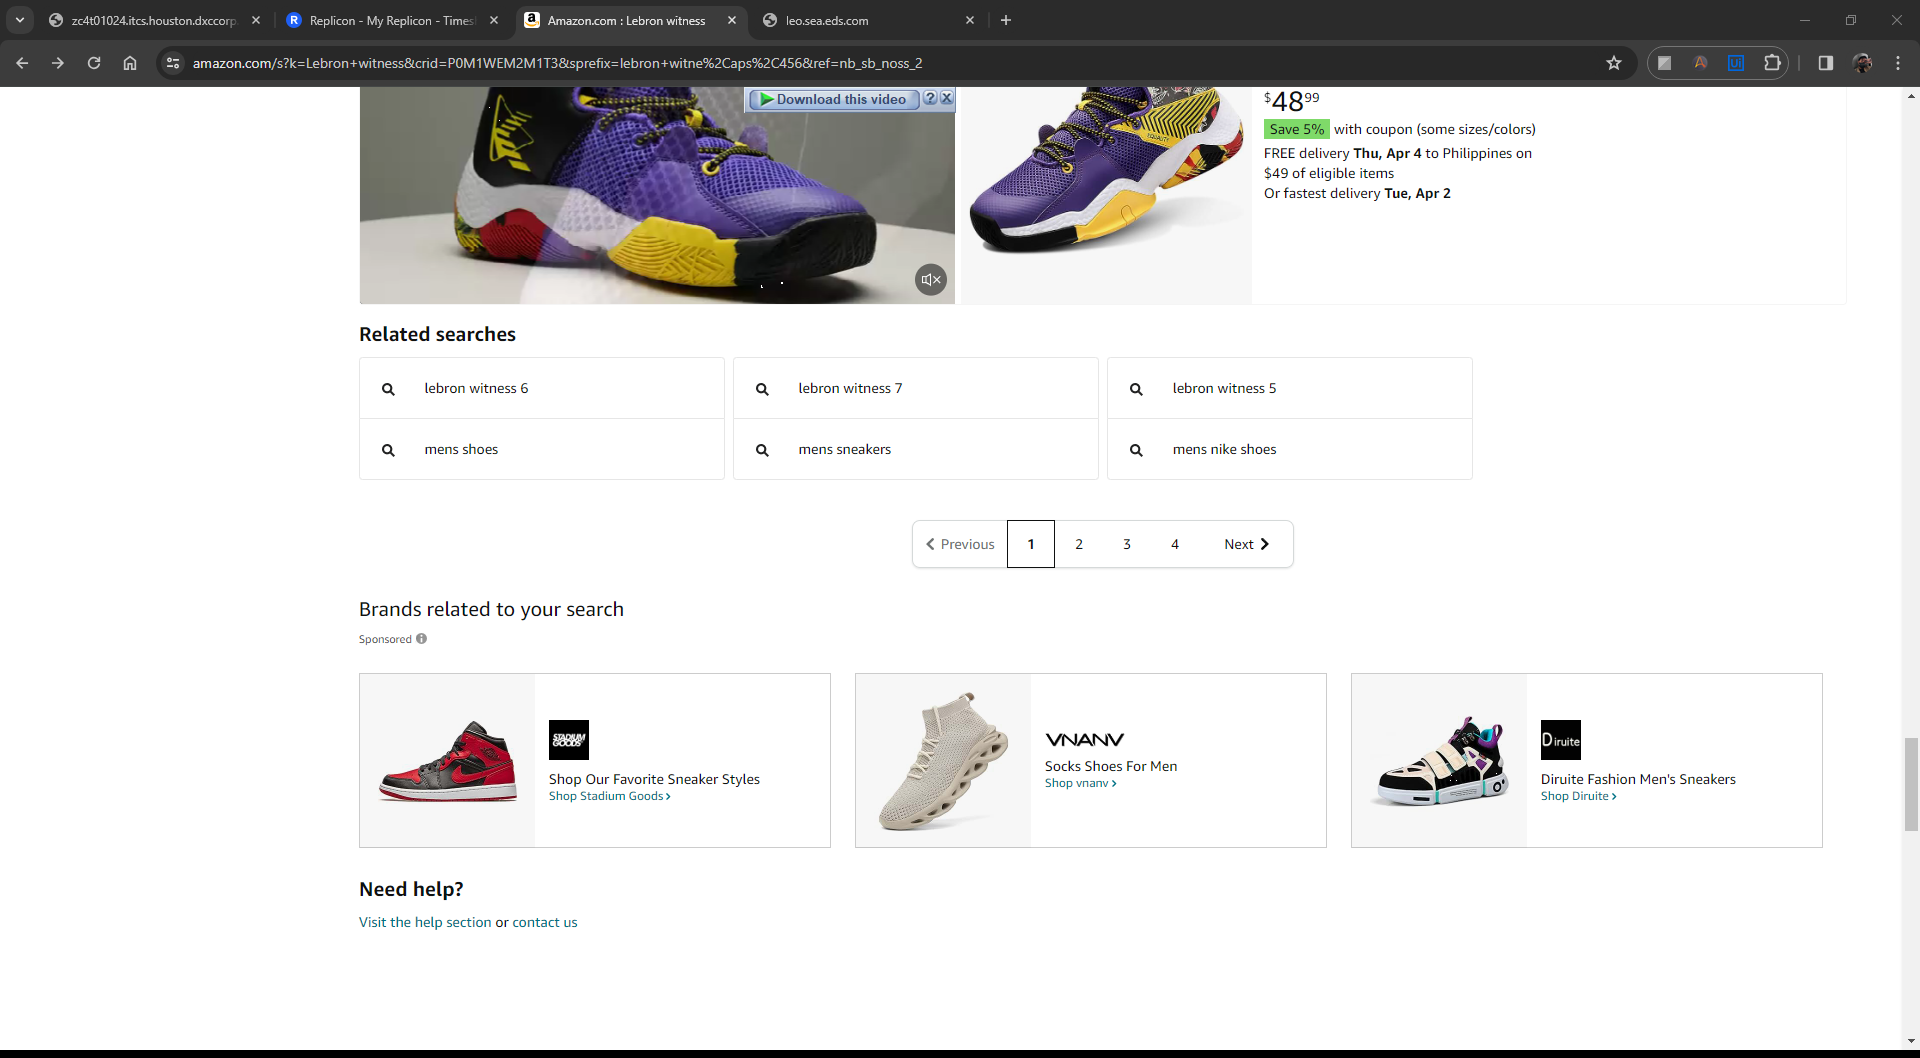 zc4t01024.itcs.houston.dxccorp.
Replicon - My Replicon - Times
Amazon.com : Lebron witness
leo.sea.eds.com
amazon.com/s?k=Lebron+witness&crid=P0M1WEM2M1T3&sprefix=lebron+witne%2Caps%2C456&ref=nb_sb_noss_2
Download this video
EQUALITY
$48 99
Save 5% with coupon (some sizes/colors)
FREE delivery Thu, Apr 4 to Philippines on
$49 of eligible items
Or fastest delivery Tue, Apr 2
Related searches
lebron witness 6
lebron witness 7
lebron witness 5
mens shoes
mens sneakers
mens nike shoes
Previous
1
2
3
4
Next
Brands related to your search
Sponsored
STADIUM
GOODS
Shop Our Favorite Sneaker Styles
Shop Stadium Goods ›
VNANV
Socks Shoes For Men
Shop vnanv ›
Diruite
Diruite Fashion Men's Sneakers
Shop Diruite ›
Need help?
Visit the help section or contact us